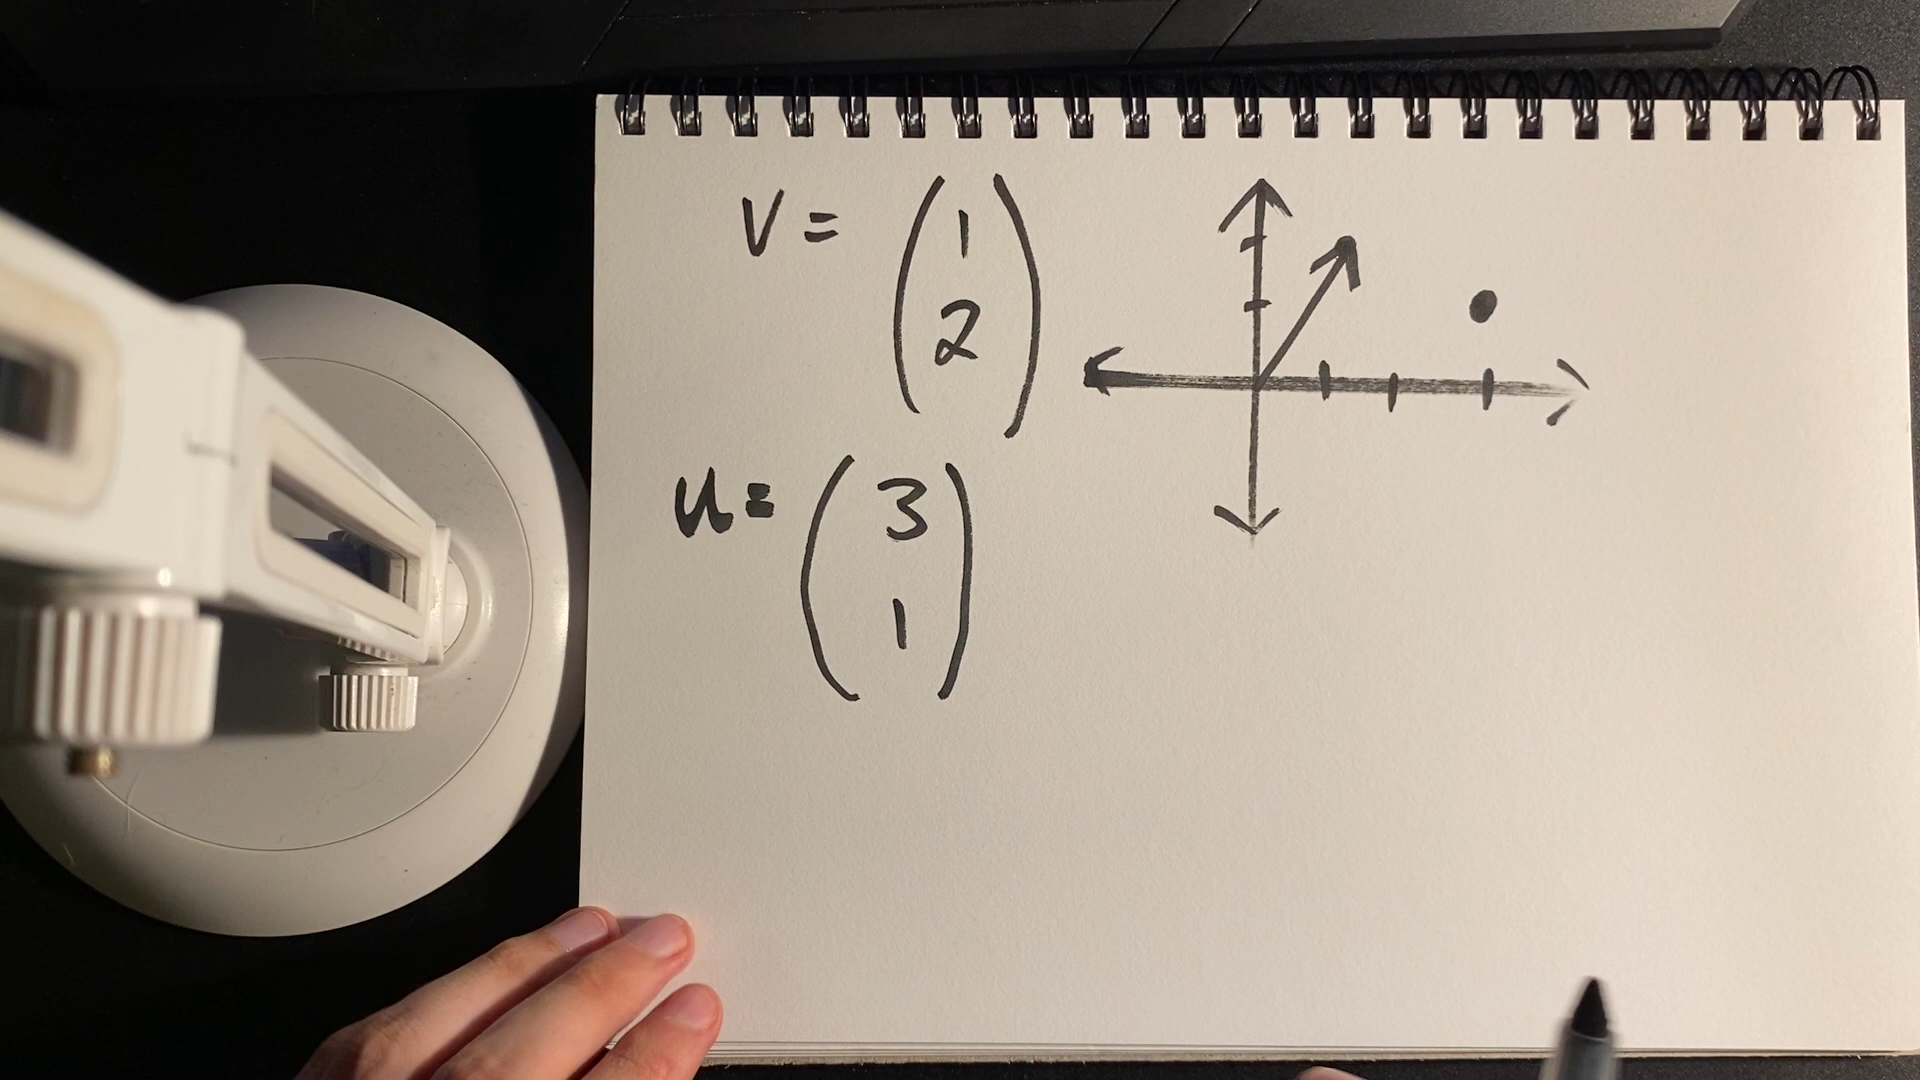 v = ( 1
2 )
u = ( 3
1 )